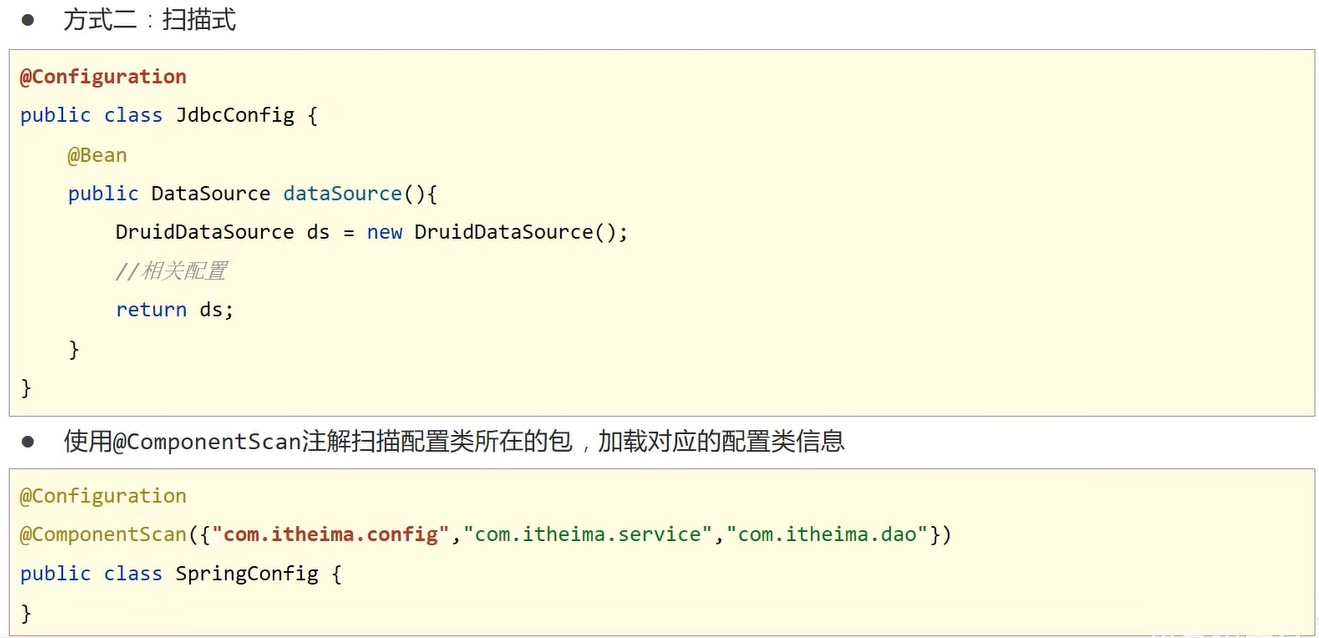 ● 方式二：扫描式
@Configuration
public class JdbcConfig {
    @Bean
    public DataSource dataSource(){
        DruidDataSource ds = new DruidDataSource();
        //相关配置
        return ds;
    }
}
● 使用@ComponentScan注解扫描配置类所在的包，加载对应的配置类信息
@Configuration
@ComponentScan({"com.itheima.config","com.itheima.service","com.itheima.dao"})
public class SpringConfig {
}